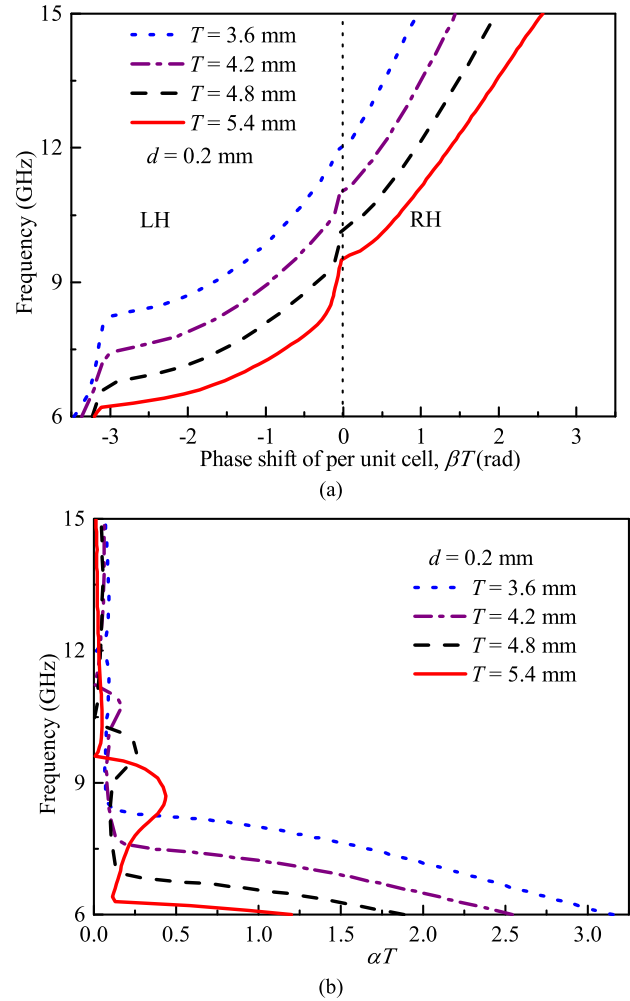 15
12
9
6
Frequency (GHz)
T = 3.6 mm
T = 4.2 mm
T = 4.8 mm
T = 5.4 mm
d = 0.2 mm
LH
RH
-3 -2 -1 0 1 2 3
Phase shift of per unit cell, βT (rad)
(a)
15
12
9
6
Frequency (GHz)
d = 0.2 mm
T = 3.6 mm
T = 4.2 mm
T = 4.8 mm
T = 5.4 mm
0.0 0.5 1.0 1.5 2.0 2.5 3.0
αT
(b)